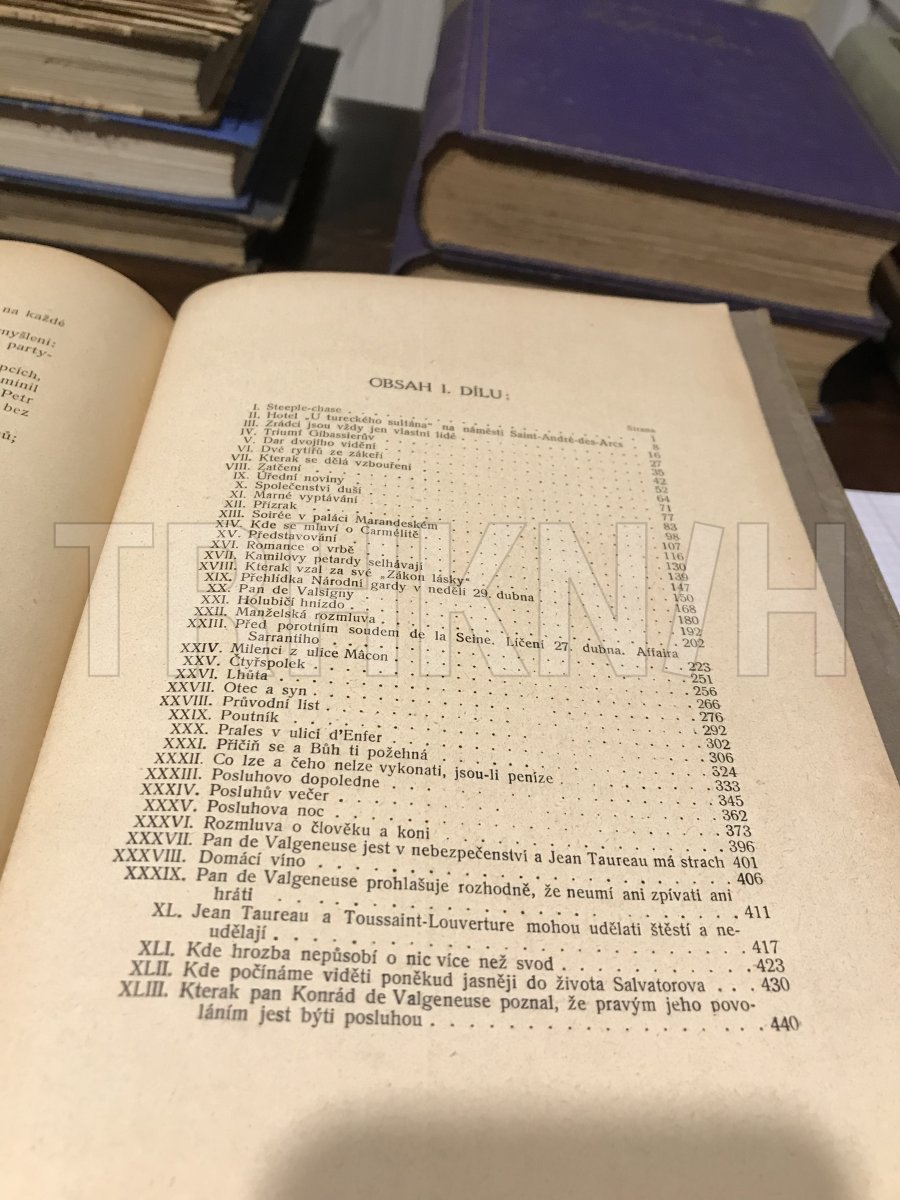 na každé
myšlení:
party-
pcích,
mínil
Petr
bez
ů;
OBSAH I. DÍLU:
Strana
I. Steeple-chase 1
II. Hotel „U tureckého sultána" na náměstí Saint-André-des-Arcs 8
III. Zrádci jsou vždy jen vlastní lidé 16
IV. Triumf Gibassierův 27
V. Dar dvojího vidění 35
VI. Dvé rytířů ze zákeří 42
VII. Kterak se dělá vzbouření 52
VIII. Zatčení 64
IX. Úřední noviny 71
X. Společenství duší 77
XI. Marné vyptávání 83
XII. Přízrak 98
XIII. Soirée v paláci Marandeském 107
XIV. Kde se mluví o Carmélitě 116
XV. Představování 130
XVI. Romance o vrbě 139
XVII. Kamilovy petardy selhávají 147
XVIII. Kterak vzal za své „Zákon lásky" 150
XIX. Přehlídka Národní gardy v neděli 29. dubna 168
XX. Pan de Valsigny 180
XXI. Holubičí hnízdo 192
XXII. Manželská rozmluva 202
XXIII. Před porotním soudem de la Seine. Líčení 27. dubna. Affaira
Sarrantiho 223
XXIV. Milenci z ulice Mâcon 251
XXV. Čtyřspolek 256
XXVI. Lhůta 266
XXVII. Otec a syn 276
XXVIII. Průvodní list 292
XXIX. Poutník 302
XXX. Prales v ulici d'Enfer 306
XXXI. Přičiň se a Bůh ti požehná 324
XXXII. Co lze a čeho nelze vykonati, jsou-li peníze 333
XXXIII. Posluhovo dopoledne 345
XXXIV. Posluhův večer 362
XXXV. Posluhova noc 373
XXXVI. Rozmluva o člověku a koni 396
XXXVII. Pan de Valgeneuse jest v nebezpečenství a Jean Taureau má strach 401
XXXVIII. Domácí víno 406
XXXIX. Pan de Valgeneuse prohlašuje rozhodně, že neumí ani zpívati ani
hráti 411
XL. Jean Taureau a Toussaint-Louverture mohou udělati štěstí a ne-
udělají 417
XLI. Kde hrozba nepůsobí o nic více než svod 423
XLII. Kde počínáme viděti poněkud jasněji do života Salvatorova 430
XLIII. Kterak pan Konrád de Valgeneuse poznal, že pravým jeho povo-
láním jest býti posluhou 440